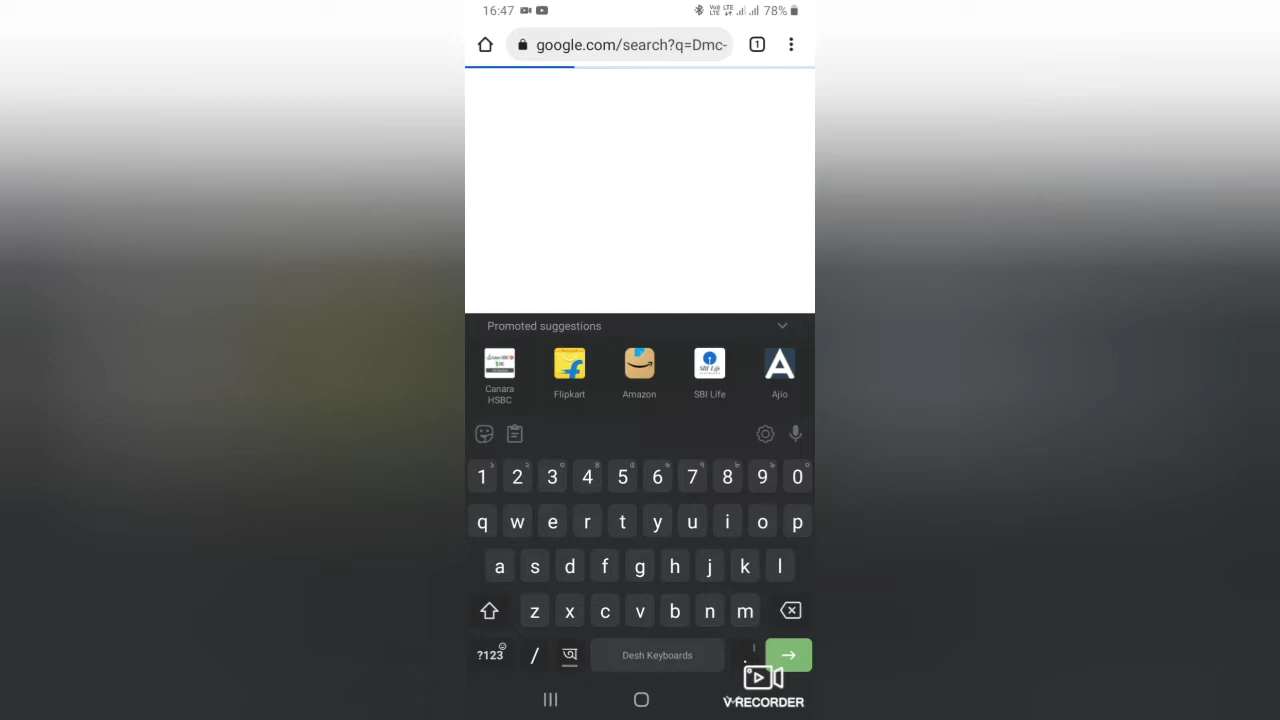 16:47 78%
google.com/search?q=Dmc- 1
Promoted suggestions
Canara HSBC
Flipkart
Amazon
SBI Life
Ajio
1 2 3 4 5 6 7 8 9 0
q w e r t y u i o p
a s d f g h j k l
z x c v b n m
?123 / অ Desh Keyboards .
V-RECORDER